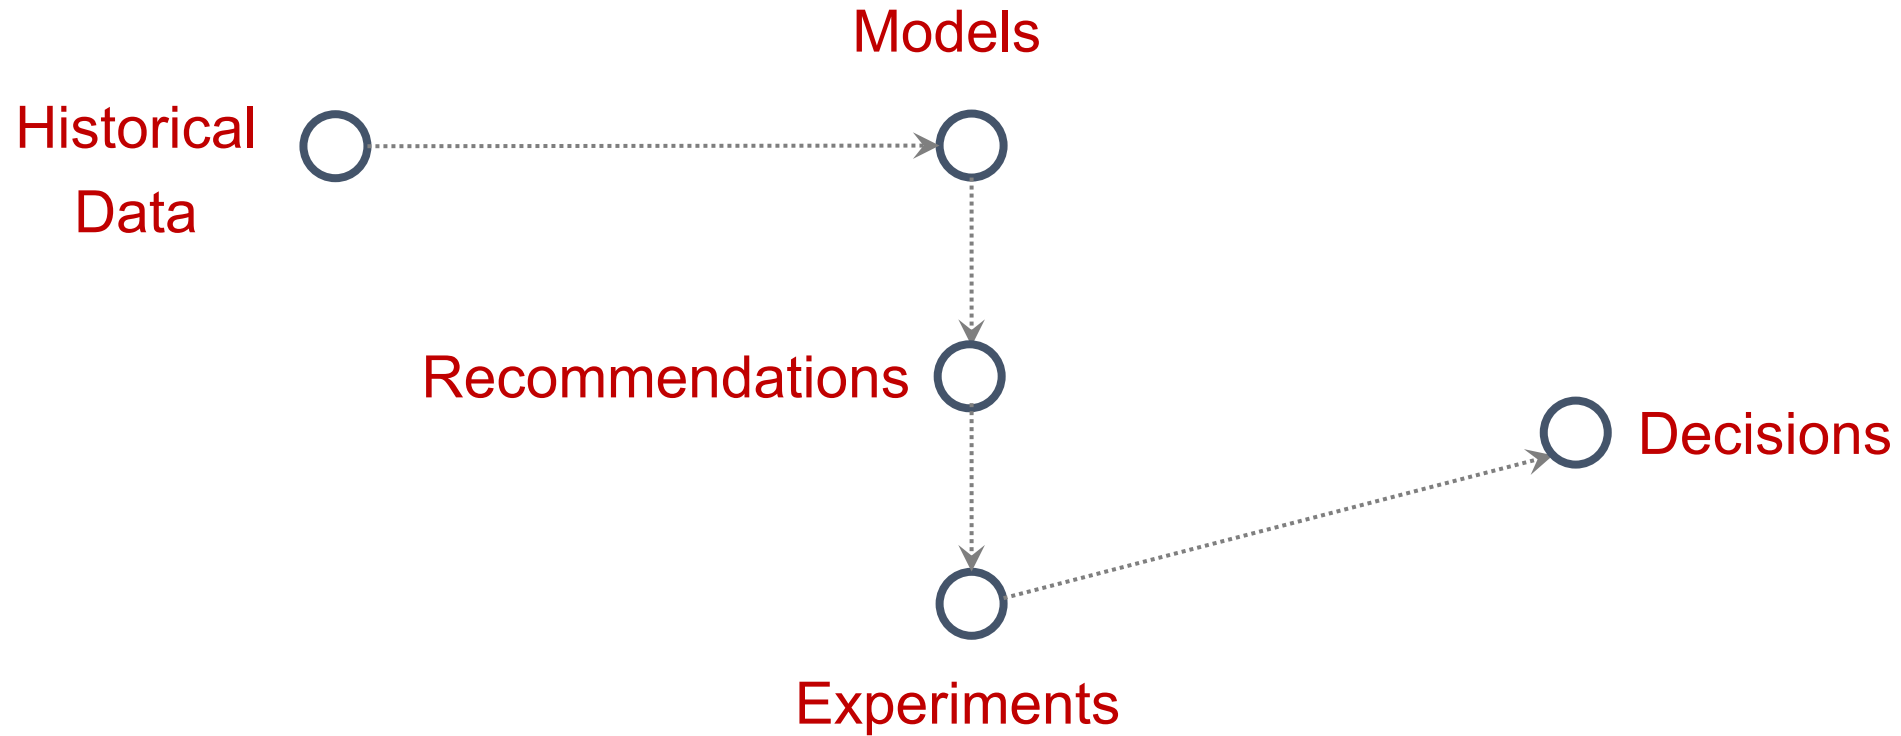 Models
Historical
Data
Recommendations
Decisions
Experiments